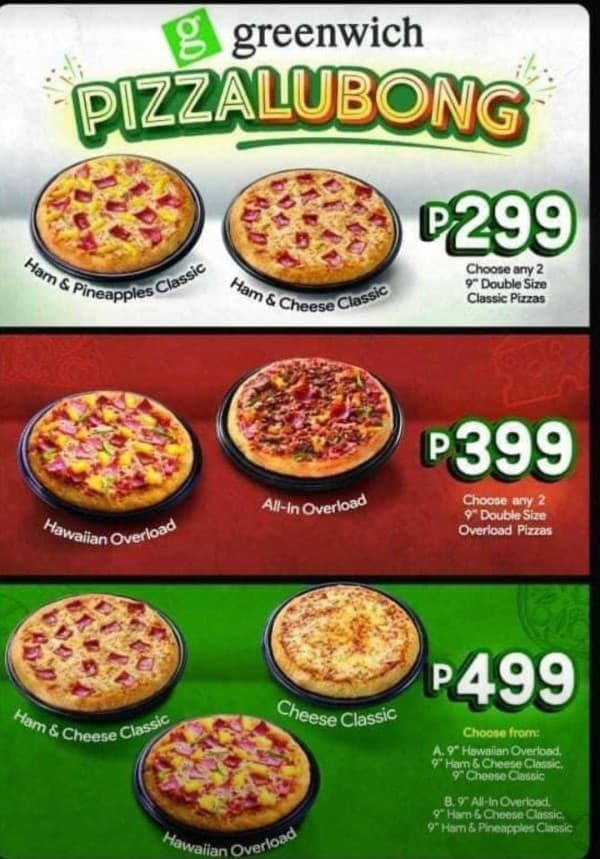 g greenwich
PIZZALUBONG
Ham & Pineapples Classic
Ham & Cheese Classic
P299
Choose any 2
9" Double Size
Classic Pizzas
Hawaiian Overload
All-In Overload
P399
Choose any 2
9" Double Size
Overload Pizzas
Ham & Cheese Classic
Cheese Classic
Hawaiian Overload
P499
Choose from:
A. 9" Hawaiian Overload,
9" Ham & Cheese Classic,
9" Cheese Classic
B. 9" All-In Overload,
9" Ham & Cheese Classic,
9" Ham & Pineapples Classic